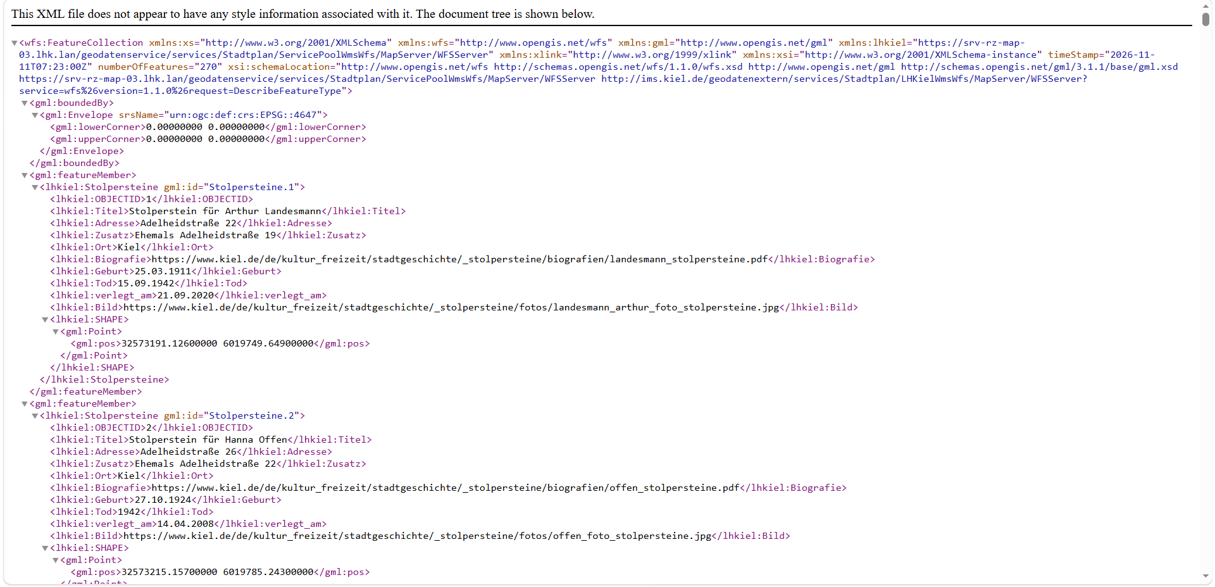 This XML file does not appear to have any style information associated with it. The document tree is shown below.
▼<wfs:FeatureCollection xmlns:xs="http://www.w3.org/2001/XMLSchema" xmlns:wfs="http://www.opengis.net/wfs" xmlns:gml="http://www.opengis.net/gml" xmlns:lhkiel="https://srv-rz-map-
03.lhk.lan/geodatenservice/services/Stadtplan/ServicePoolWmsWfs/MapServer/WFSServer" xmlns:xlink="http://www.w3.org/1999/xlink" xmlns:xsi="http://www.w3.org/2001/XMLSchema-instance" timeStamp="2026-11-
11T07:23:00Z" numberOfFeatures="270" xsi:schemaLocation="http://www.opengis.net/wfs http://schemas.opengis.net/wfs/1.1.0/wfs.xsd http://www.opengis.net/gml http://schemas.opengis.net/gml/3.1.1/base/gml.xsd
https://srv-rz-map-03.lhk.lan/geodatenservice/services/Stadtplan/ServicePoolWmsWfs/MapServer/WFSServer http://ims.kiel.de/geodatenextern/services/Stadtplan/LHKielWmsWfs/MapServer/WFSServer?
service=wfs%26version=1.1.0%26request=DescribeFeatureType">
▼<gml:boundedBy>
▼<gml:Envelope srsName="urn:ogc:def:crs:EPSG::4647">
<gml:lowerCorner>0.00000000 0.00000000</gml:lowerCorner>
<gml:upperCorner>0.00000000 0.00000000</gml:upperCorner>
</gml:Envelope>
</gml:boundedBy>
▼<gml:featureMember>
▼<lhkiel:Stolpersteine gml:id="Stolpersteine.1">
<lhkiel:OBJECTID>1</lhkiel:OBJECTID>
<lhkiel:Titel>Stolperstein für Arthur Landesmann</lhkiel:Titel>
<lhkiel:Adresse>Adelheidstraße 22</lhkiel:Adresse>
<lhkiel:Zusatz>Ehemals Adelheidstraße 19</lhkiel:Zusatz>
<lhkiel:Ort>Kiel</lhkiel:Ort>
<lhkiel:Biografie>https://www.kiel.de/de/kultur_freizeit/stadtgeschichte/_stolpersteine/biografien/landesmann_stolpersteine.pdf</lhkiel:Biografie>
<lhkiel:Geburt>25.03.1911</lhkiel:Geburt>
<lhkiel:Tod>15.09.1942</lhkiel:Tod>
<lhkiel:verlegt_am>21.09.2020</lhkiel:verlegt_am>
<lhkiel:Bild>https://www.kiel.de/de/kultur_freizeit/stadtgeschichte/_stolpersteine/fotos/landesmann_arthur_foto_stolpersteine.jpg</lhkiel:Bild>
▼<lhkiel:SHAPE>
▼<gml:Point>
<gml:pos>32573191.12600000 6019749.64900000</gml:pos>
</gml:Point>
</lhkiel:SHAPE>
</lhkiel:Stolpersteine>
</gml:featureMember>
▼<gml:featureMember>
▼<lhkiel:Stolpersteine gml:id="Stolpersteine.2">
<lhkiel:OBJECTID>2</lhkiel:OBJECTID>
<lhkiel:Titel>Stolperstein für Hanna Offen</lhkiel:Titel>
<lhkiel:Adresse>Adelheidstraße 26</lhkiel:Adresse>
<lhkiel:Zusatz>Ehemals Adelheidstraße 22</lhkiel:Zusatz>
<lhkiel:Ort>Kiel</lhkiel:Ort>
<lhkiel:Biografie>https://www.kiel.de/de/kultur_freizeit/stadtgeschichte/_stolpersteine/biografien/offen_stolpersteine.pdf</lhkiel:Biografie>
<lhkiel:Geburt>27.10.1924</lhkiel:Geburt>
<lhkiel:Tod>1942</lhkiel:Tod>
<lhkiel:verlegt_am>14.04.2008</lhkiel:verlegt_am>
<lhkiel:Bild>https://www.kiel.de/de/kultur_freizeit/stadtgeschichte/_stolpersteine/fotos/offen_foto_stolpersteine.jpg</lhkiel:Bild>
▼<lhkiel:SHAPE>
▼<gml:Point>
<gml:pos>32573215.15700000 6019785.24300000</gml:pos>